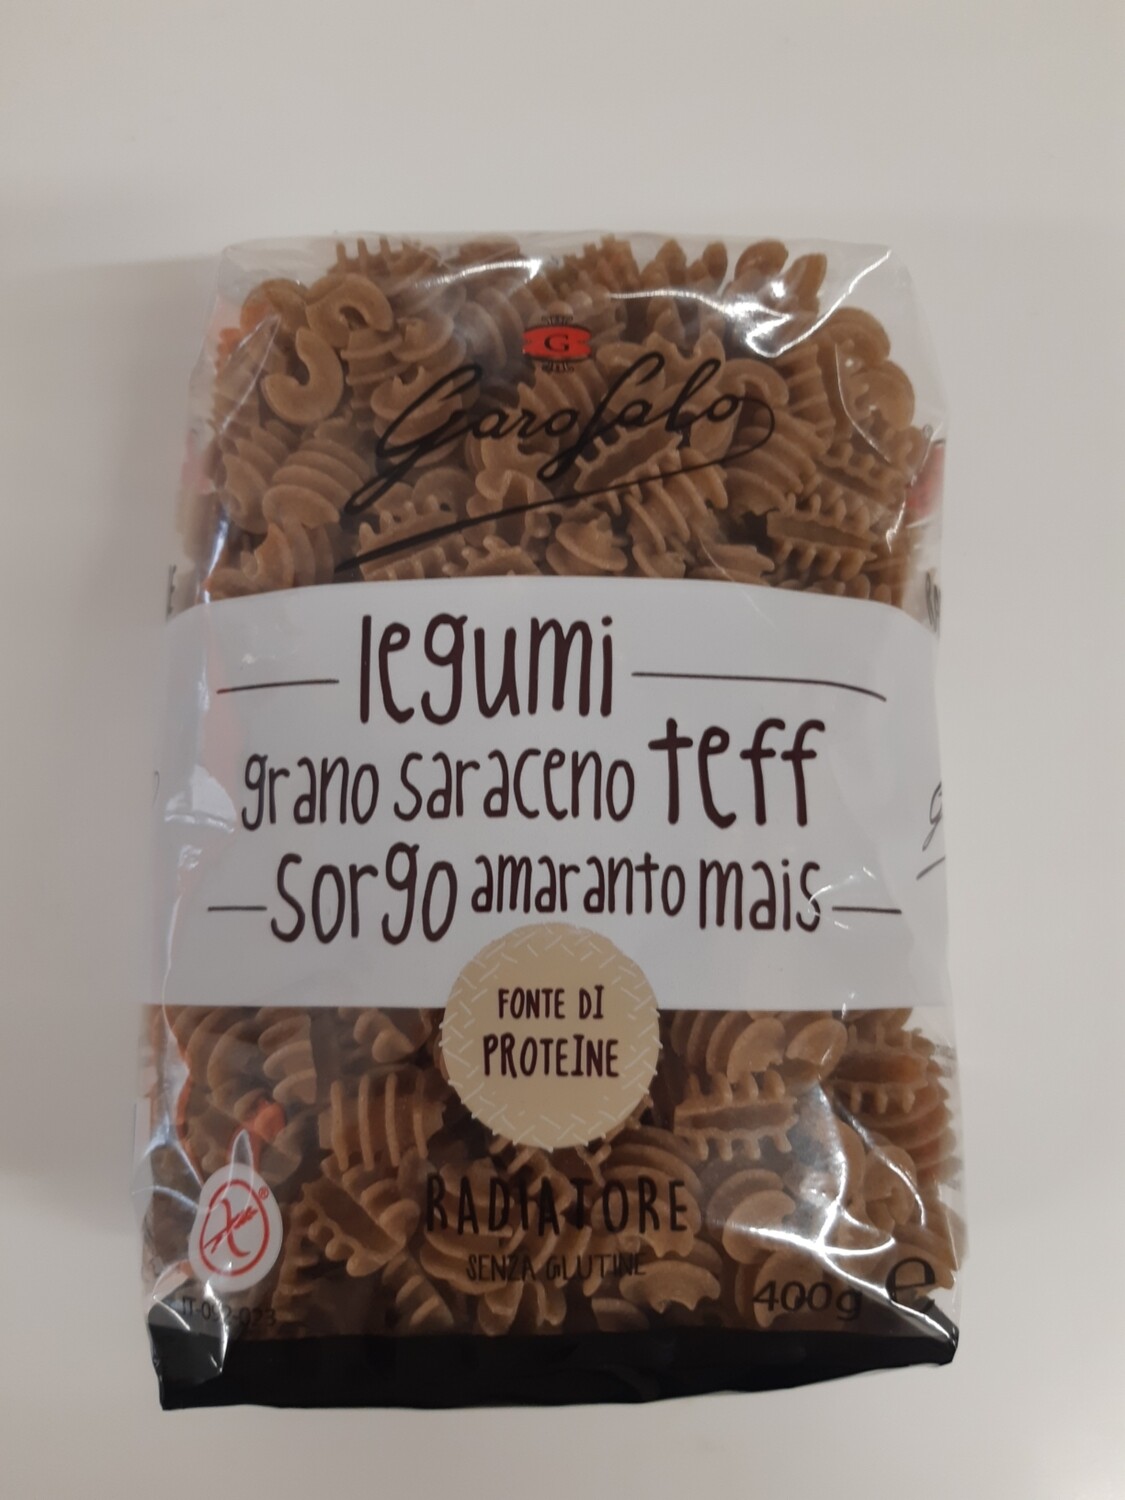 G
Garofalo
legumi
grano saraceno teff
sorgo amaranto mais
FONTE DI
PROTEINE
RADIATORE
SENZA GLUTINE
400g e